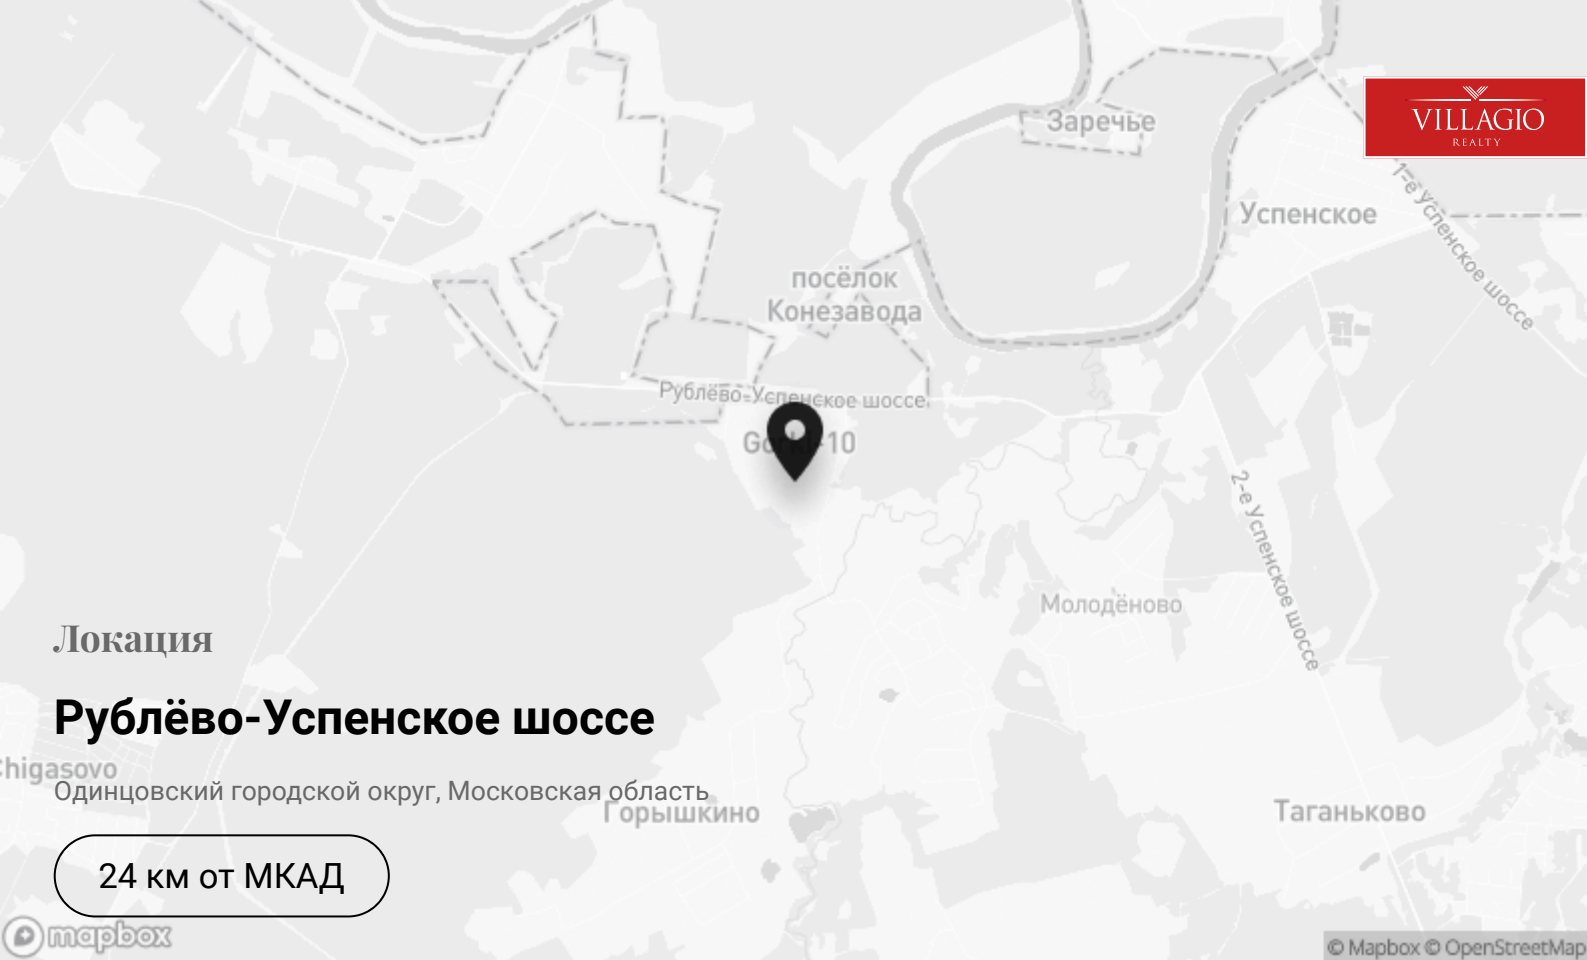 Заречье
VILLAGIO
REALTY
1-е Успенское шоссе
Успенское
посёлок
Конезавода
Рублёво-Успенское шоссе
2-е Успенское шоссе
Молодёново
Локация
Рублёво-Успенское шоссе
Chigasovo
Одинцовский городской округ, Московская область
Горышкино
Таганьково
24 км от МКАД
mapbox
© Mapbox © OpenStreetMap